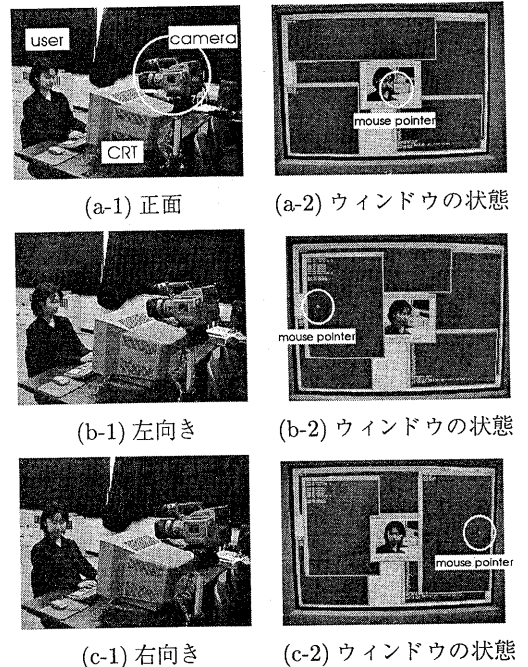 user
camera
CRT
mouse pointer
(a-1) 正面
(a-2) ウィンドウの状態
mouse pointer
(b-1) 左向き
(b-2) ウィンドウの状態
mouse pointer
(c-1) 右向き
(c-2) ウィンドウの状態